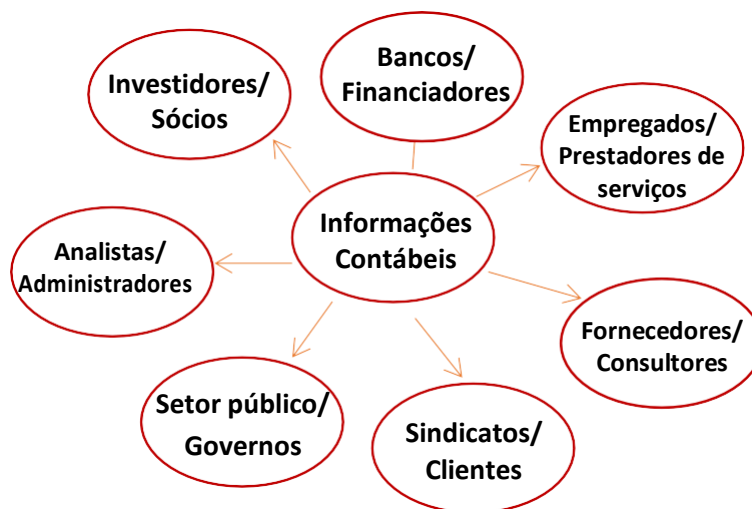 Bancos/
Financiadores
Investidores/
Sócios
Empregados/
Prestadores de
serviços
Informações
Contábeis
Analistas/
Administradores
Fornecedores/
Consultores
Setor público/
Governos
Sindicatos/
Clientes